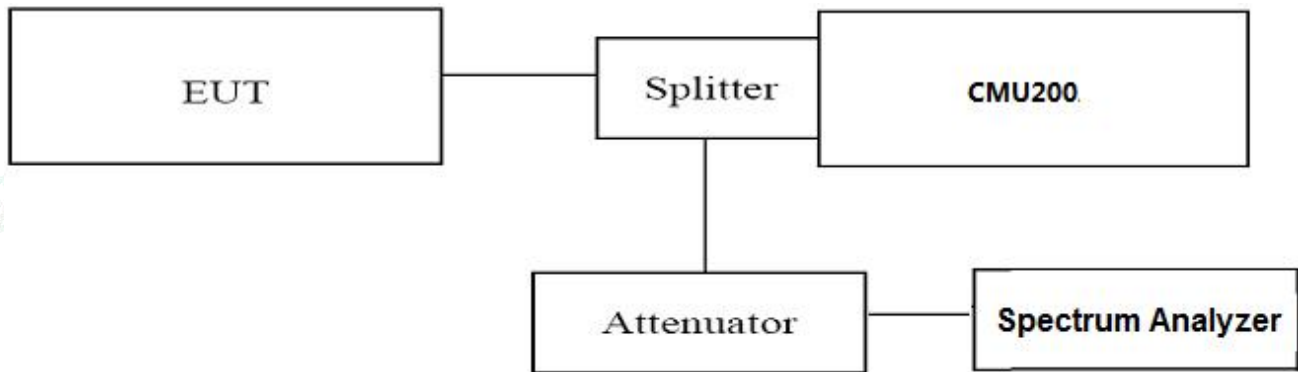 EUT
Splitter
CMU200.
Attenuator
Spectrum Analyzer